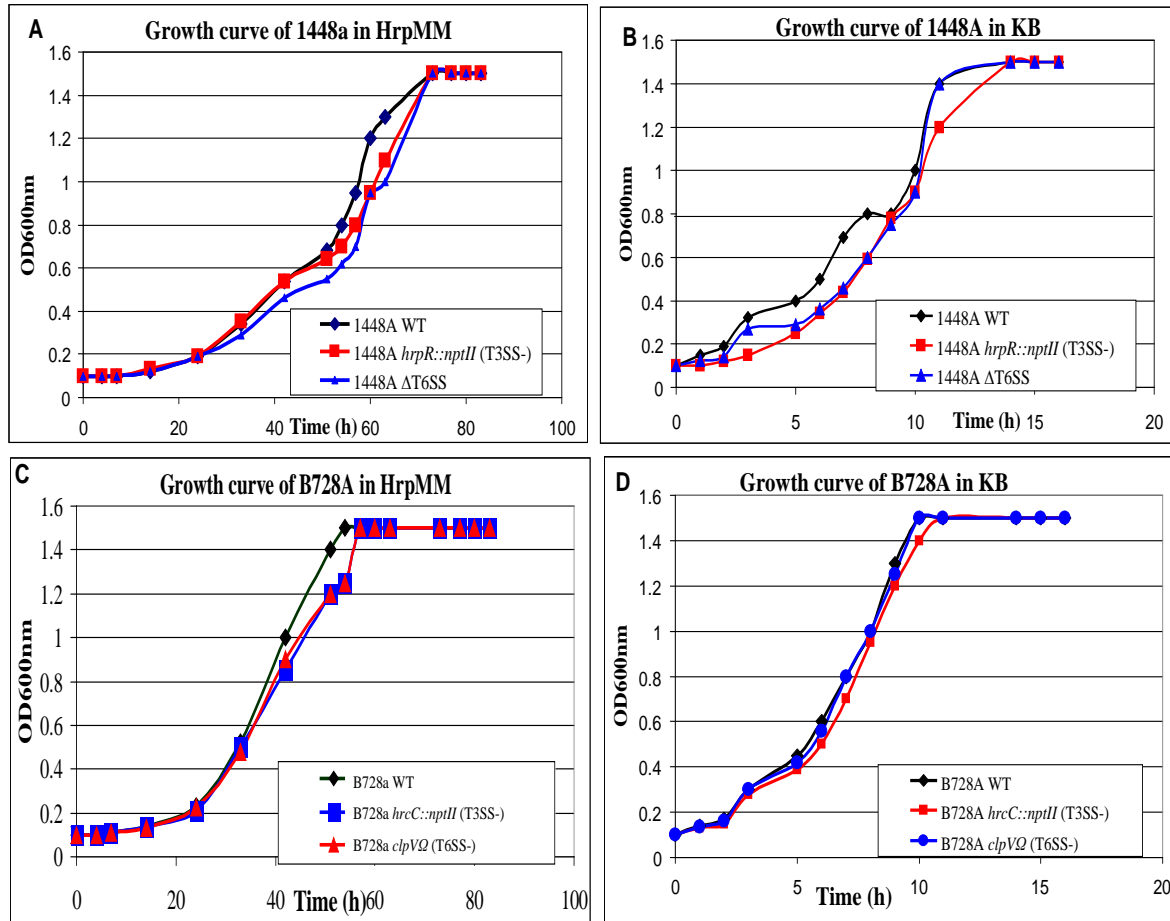 A
Growth curve of 1448a in HrpMM
OD600nm
1.6
1.4
1.2
1
0.8
0.6
0.4
0.2
0
1448A WT
1448A hrpR::nptII (T3SS-)
1448A ΔT6SS
0 20 40 60 80 100
Time (h)
B
Growth curve of 1448A in KB
OD600nm
1.6
1.4
1.2
1
0.8
0.6
0.4
0.2
0
1448A WT
1448A hrpR::nptII (T3SS-)
1448A ΔT6SS
0 5 10 15 20
Time (h)
C
Growth curve of B728A in HrpMM
OD600nm
1.6
1.4
1.2
1
0.8
0.6
0.4
0.2
0
B728a WT
B728a hrcC::nptII (T3SS-)
B728a clpVΩ (T6SS-)
0 20 40 60 80 100
Time (h)
D
Growth curve of B728A in KB
OD600nm
1.6
1.4
1.2
1
0.8
0.6
0.4
0.2
0
B728A WT
B728A hrcC::nptII (T3SS-)
B728A clpVΩ (T6SS-)
0 5 10 15 20
Time (h)